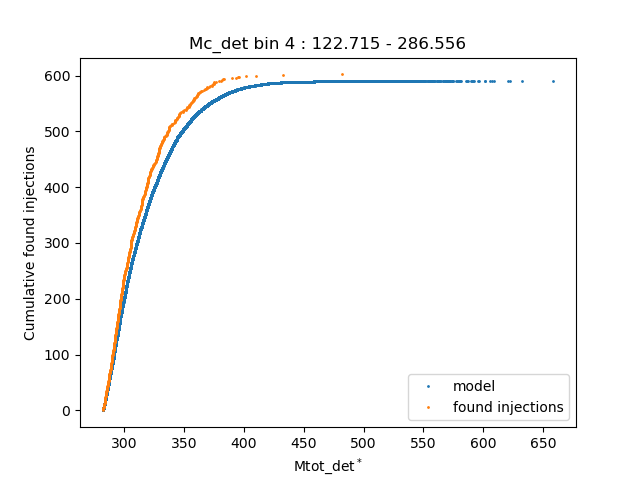 Mc_det bin 4 : 122.715 - 286.556
Cumulative found injections
600
500
400
300
200
100
0
300 350 400 450 500 550 600 650
Mtot_det*
model
found injections